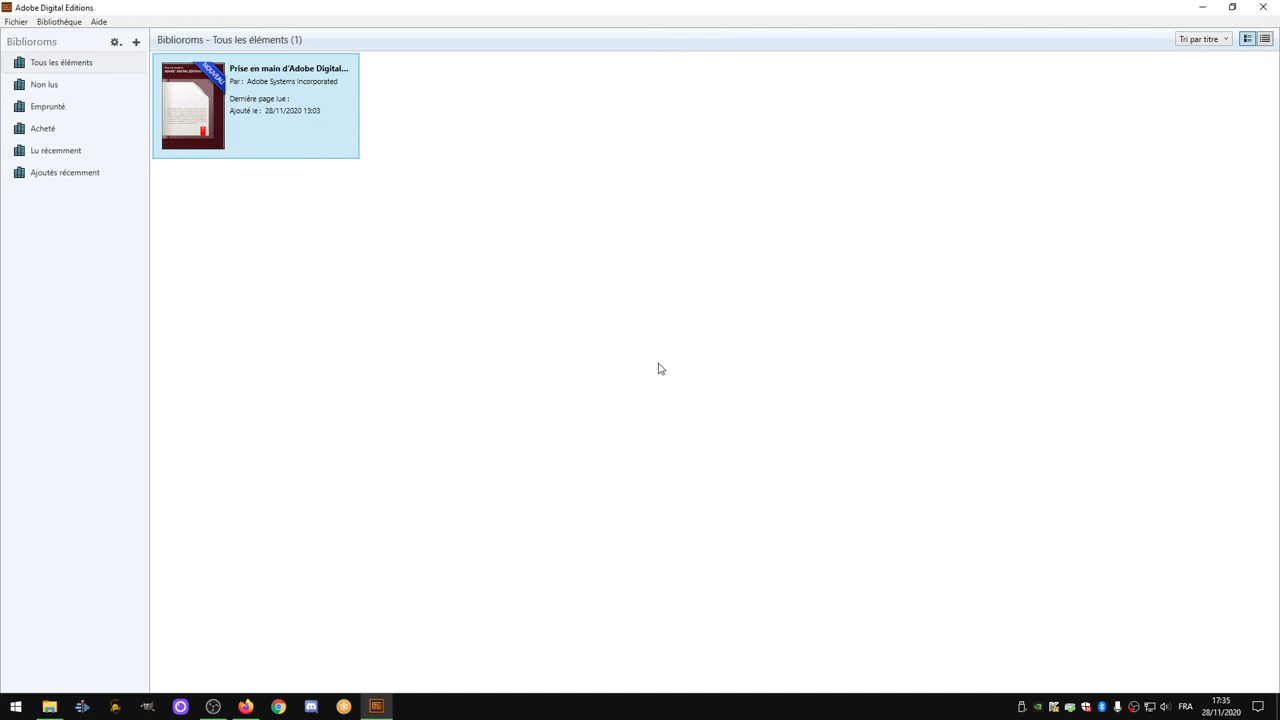 Adobe Digital Editions
Fichier Bibliothèque Aide
Biblioroms
Tous les éléments
Non lus
Emprunté
Acheté
Lu récemment
Ajoutés récemment
Biblioroms - Tous les éléments (1)
Tri par titre
NOUVEAU
Prise en main d'Adobe Digital...
Par : Adobe Systems Incorporated
Dernière page lue :
Ajouté le : 28/11/2020 13:03
FRA
17:35
28/11/2020